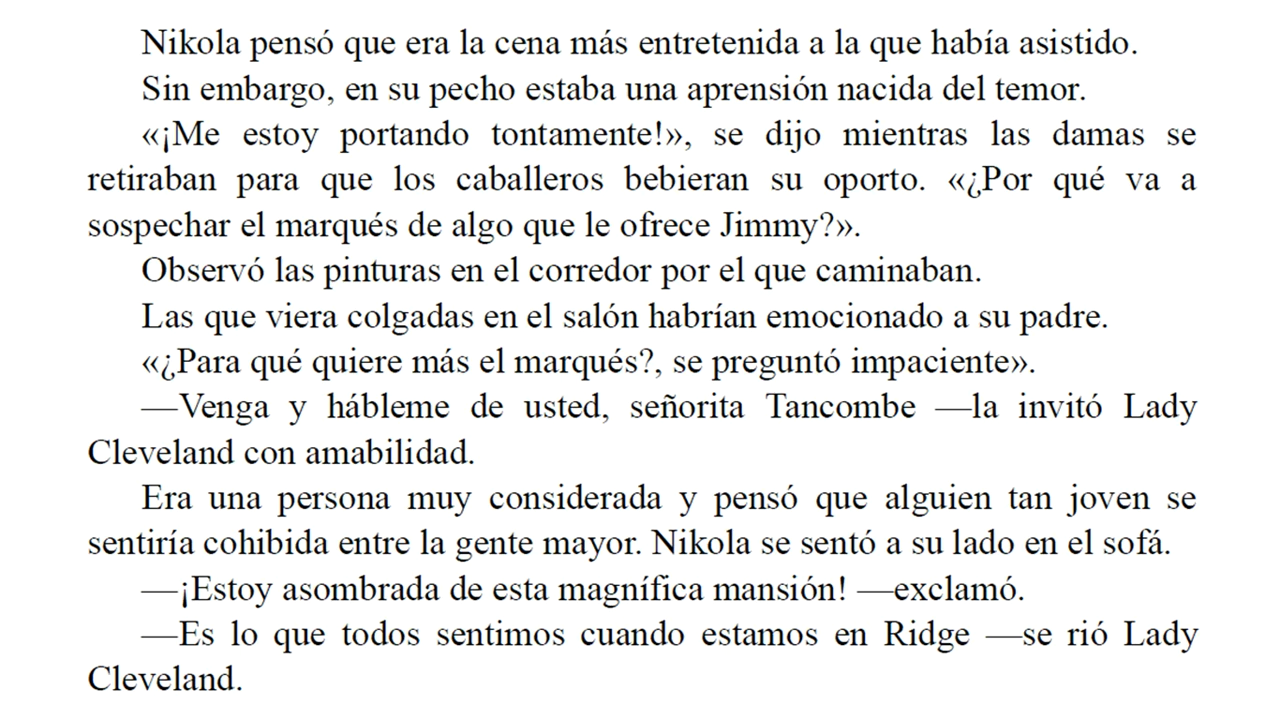 Nikola pensó que era la cena más entretenida a la que había asistido.
Sin embargo, en su pecho estaba una aprensión nacida del temor.
«¡Me estoy portando tontamente!», se dijo mientras las damas se
retiraban para que los caballeros bebieran su oporto. «¿Por qué va a
sospechar el marqués de algo que le ofrece Jimmy?».
Observó las pinturas en el corredor por el que caminaban.
Las que viera colgadas en el salón habrían emocionado a su padre.
«¿Para qué quiere más el marqués?, se preguntó impaciente».
—Venga y hábleme de usted, señorita Tancombe —la invitó Lady
Cleveland con amabilidad.
Era una persona muy considerada y pensó que alguien tan joven se
sentiría cohibida entre la gente mayor. Nikola se sentó a su lado en el sofá.
—¡Estoy asombrada de esta magnífica mansión! —exclamó.
—Es lo que todos sentimos cuando estamos en Ridge —se rió Lady
Cleveland.